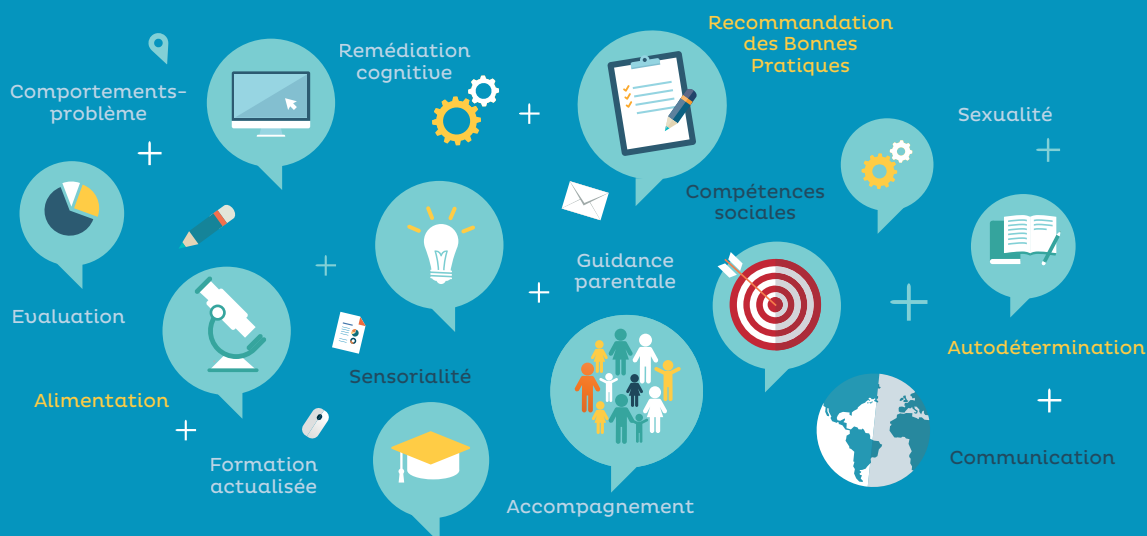 Recommandation
des Bonnes
Pratiques
Remédiation
cognitive
Comportements-
problème
Sexualité
Compétences
sociales
Guidance
parentale
Evaluation
Autodétermination
Sensorialité
Alimentation
Communication
Formation
actualisée
Accompagnement